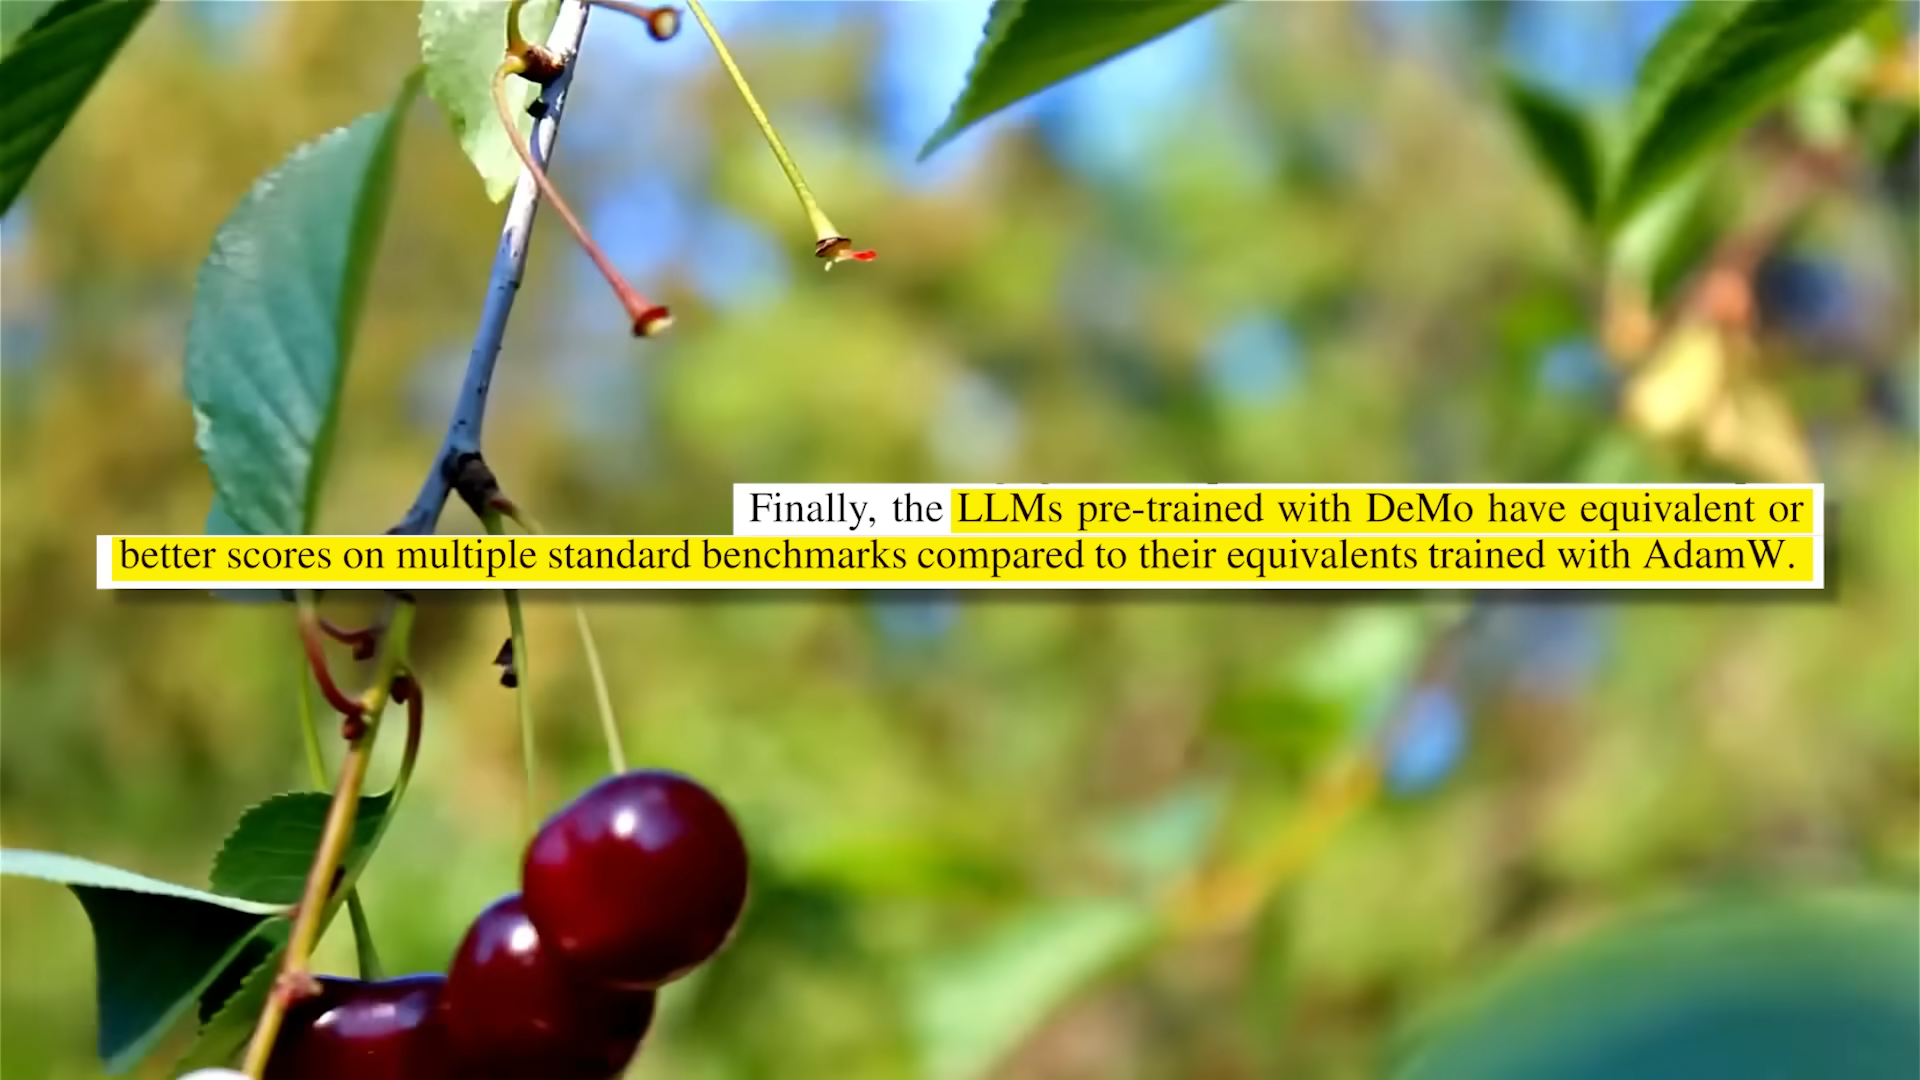 Finally, the LLMs pre-trained with DeMo have equivalent or
better scores on multiple standard benchmarks compared to their equivalents trained with AdamW.